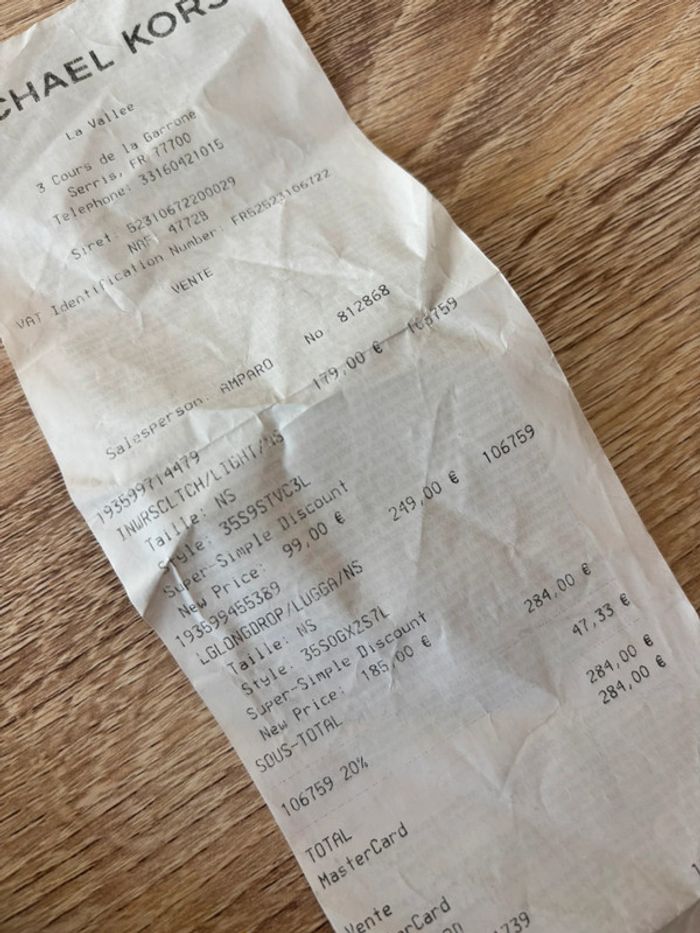 CHAEL KORS
La Vallee
3 Cours de la Garonne
Serris, FR 77700
Telephone: 33160421015
Siret: 52310672200029
NAF: 4772B
VAT Identification Number: FR52523106722
VENTE
Salesperson: AMPARO No 812868
193599714479 179,00 € 106759
INWRSCLTCH/LIGHT/NS
Taille: NS
Style: 35S9STVC3L
Super-Simple Discount
New Price: 99,00 €
193599455389 249,00 € 106759
LGLONGDROP/LUGGA/NS
Taille: NS
Style: 35S0GXZS7L
Super-Simple Discount
New Price: 185,00 €
SOUS-TOTAL 284,00 €
106759 20% 47,33 €
TOTAL 284,00 €
MasterCard 284,00 €
Vente
erCard